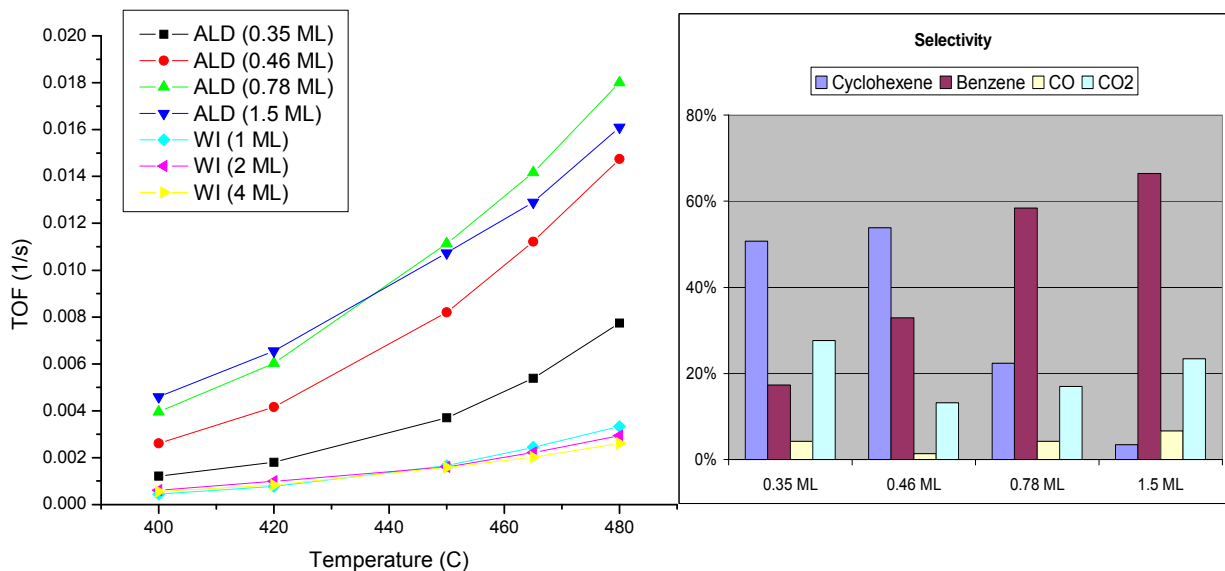 ALD (0.35 ML)
ALD (0.46 ML)
ALD (0.78 ML)
ALD (1.5 ML)
WI (1 ML)
WI (2 ML)
WI (4 ML)
0.020
0.018
0.016
0.014
0.012
0.010
0.008
0.006
0.004
0.002
0.000
TOF (1/s)
400 420 440 460 480
Temperature (C)
Selectivity
Cyclohexene Benzene CO CO2
80%
60%
40%
20%
0%
0.35 ML 0.46 ML 0.78 ML 1.5 ML